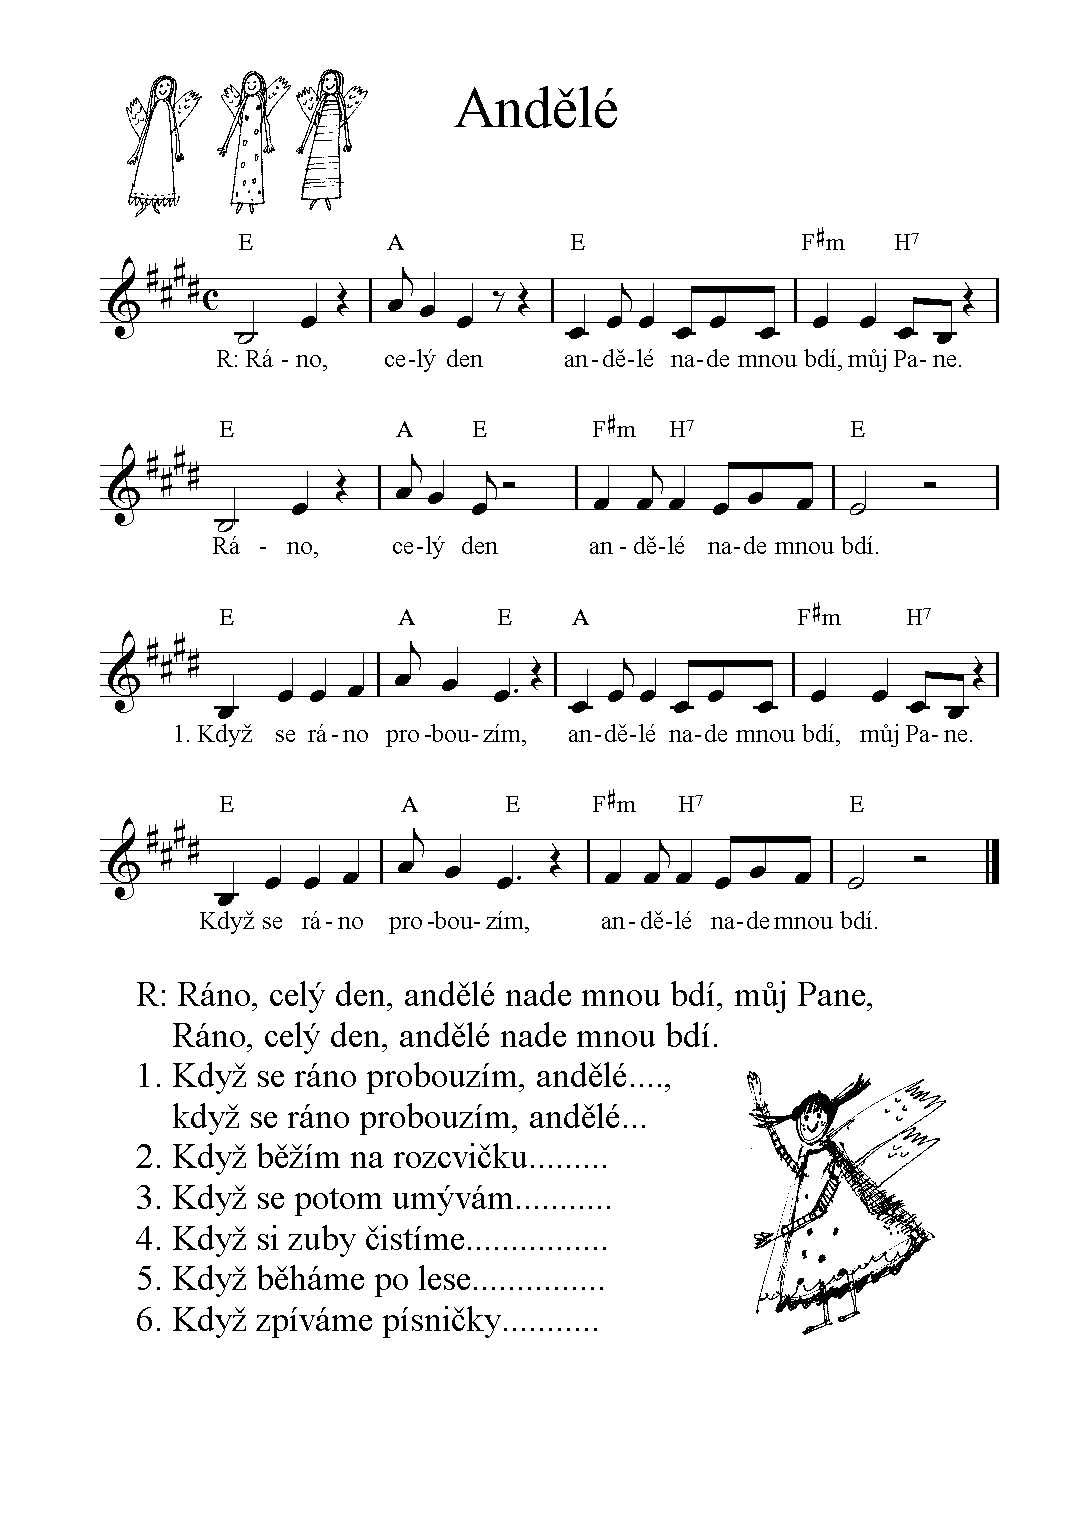 Andělé
E A E F#m H7
R: Rá - no, ce-lý den an-dě-lé na-de mnou bdí, můj Pa-ne.
E A E F#m H7 E
Rá - no, ce-lý den an-dě-lé na-de mnou bdí.
E A E A F#m H7
1. Když se rá-no pro-bou-zím, an-dě-lé na-de mnou bdí, můj Pa-ne.
E A E F#m H7 E
Když se rá-no pro-bou-zím, an-dě-lé na-de mnou bdí.
R: Ráno, celý den, andělé nade mnou bdí, můj Pane,
Ráno, celý den, andělé nade mnou bdí.
1. Když se ráno probouzím, andělé....,
když se ráno probouzím, andělé...
2. Když běžím na rozcvičku.........
3. Když se potom umývám...........
4. Když si zuby čistíme................
5. Když běháme po lese...............
6. Když zpíváme písničky...........